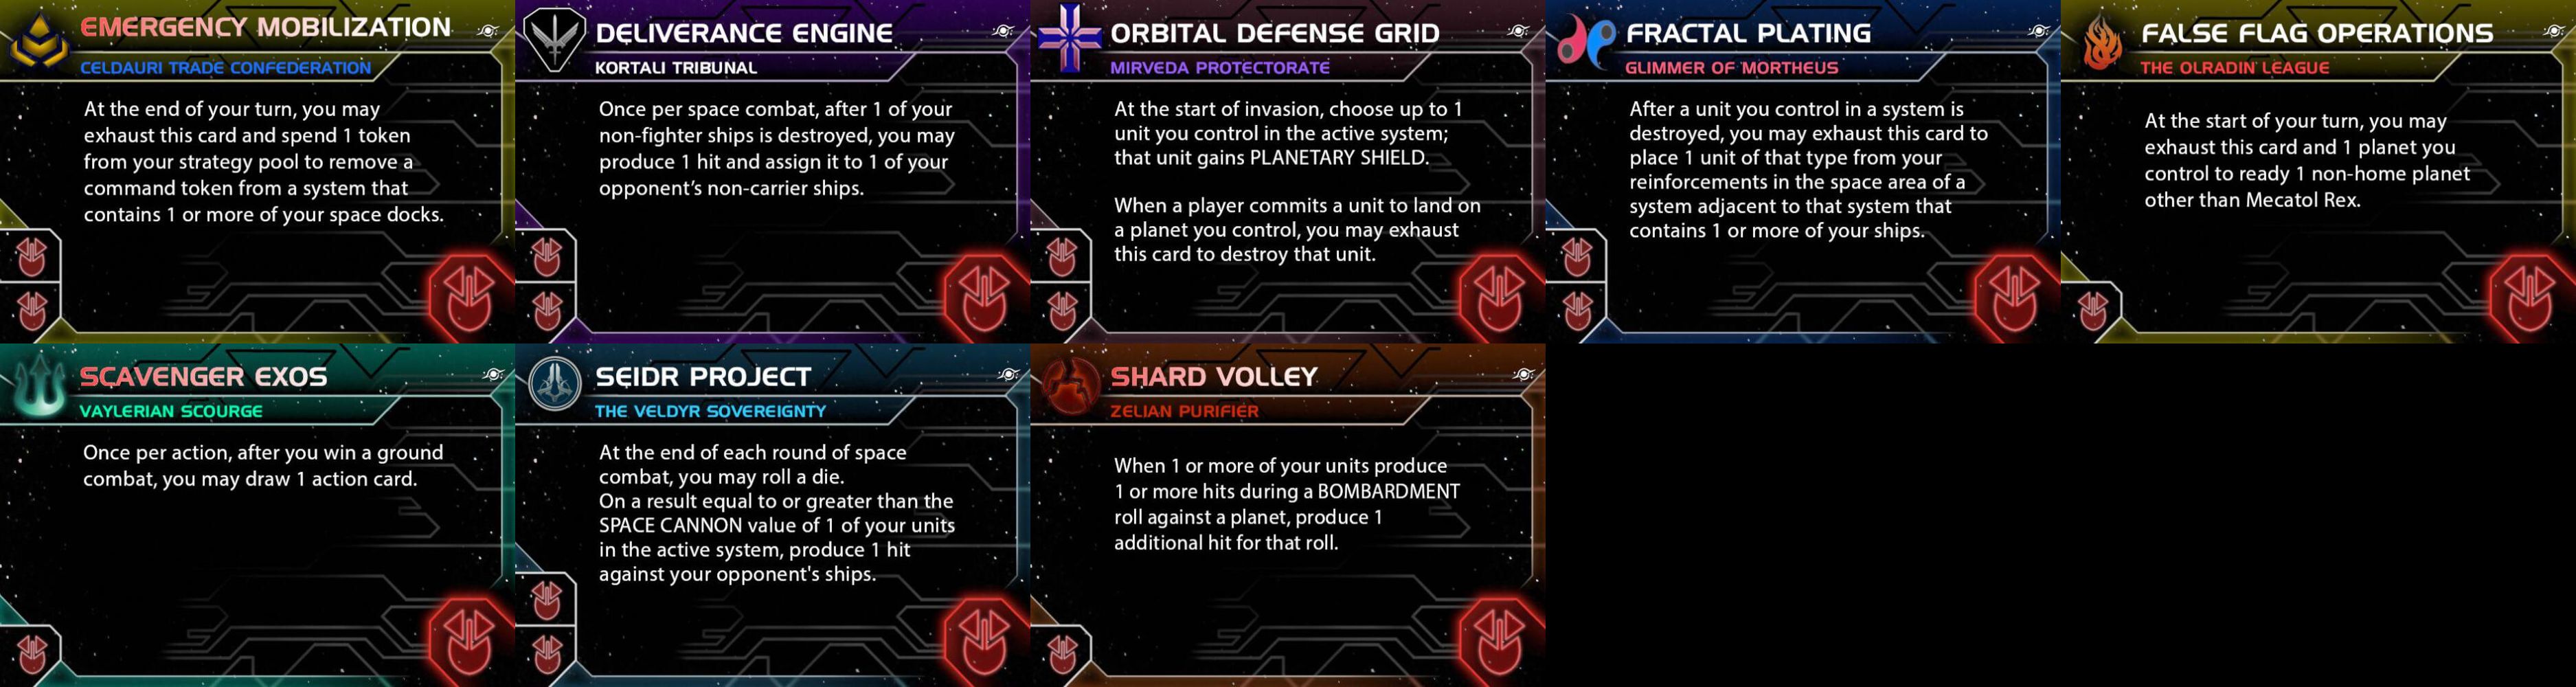 EMERGENCY MOBILIZATION
CELDAURI TRADE CONFEDERATION
At the end of your turn, you may
exhaust this card and spend 1 token
from your strategy pool to remove a
command token from a system that
contains 1 or more of your space docks.
DELIVERANCE ENGINE
KORTALI TRIBUNAL
Once per space combat, after 1 of your
non-fighter ships is destroyed, you may
produce 1 hit and assign it to 1 of your
opponent’s non-carrier ships.
ORBITAL DEFENSE GRID
MIRVEDA PROTECTORATE
At the start of invasion, choose up to 1
unit you control in the active system;
that unit gains PLANETARY SHIELD.
When a player commits a unit to land on
a planet you control, you may exhaust
this card to destroy that unit.
FRACTAL PLATING
GLIMMER OF MORTHEUS
After a unit you control in a system is
destroyed, you may exhaust this card to
place 1 unit of that type from your
reinforcements in the space area of a
system adjacent to that system that
contains 1 or more of your ships.
FALSE FLAG OPERATIONS
THE OLRADIN LEAGUE
At the start of your turn, you may
exhaust this card and 1 planet you
control to ready 1 non-home planet
other than Mecatol Rex.
SCAVENGER EXOS
VAYLERIAN SCOURGE
Once per action, after you win a ground
combat, you may draw 1 action card.
SEIDR PROJECT
THE VELDYR SOVEREIGNTY
At the end of each round of space
combat, you may roll a die.
On a result equal to or greater than the
SPACE CANNON value of 1 of your units
in the active system, produce 1 hit
against your opponent's ships.
SHARD VOLLEY
ZELIAN PURIFIER
When 1 or more of your units produce
1 or more hits during a BOMBARDMENT
roll against a planet, produce 1
additional hit for that roll.